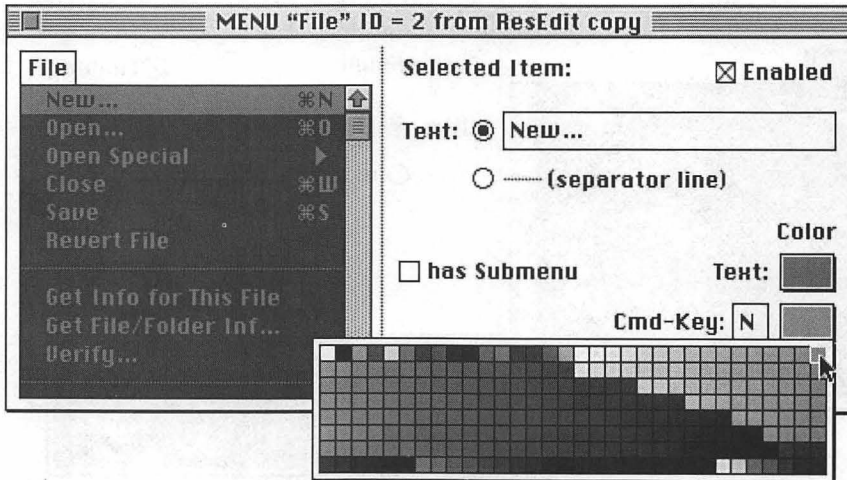 MENU “File” ID = 2 from ResEdit copy
File
New... ⌘N
Open... ⌘O
Open Special ▶
Close ⌘W
Save ⌘S
Revert File
Get Info for This File
Get File/Folder Inf...
Verify...
Selected Item:
Enabled
Text: New...
(separator line)
Color
has Submenu
Text:
Cmd-Key: N